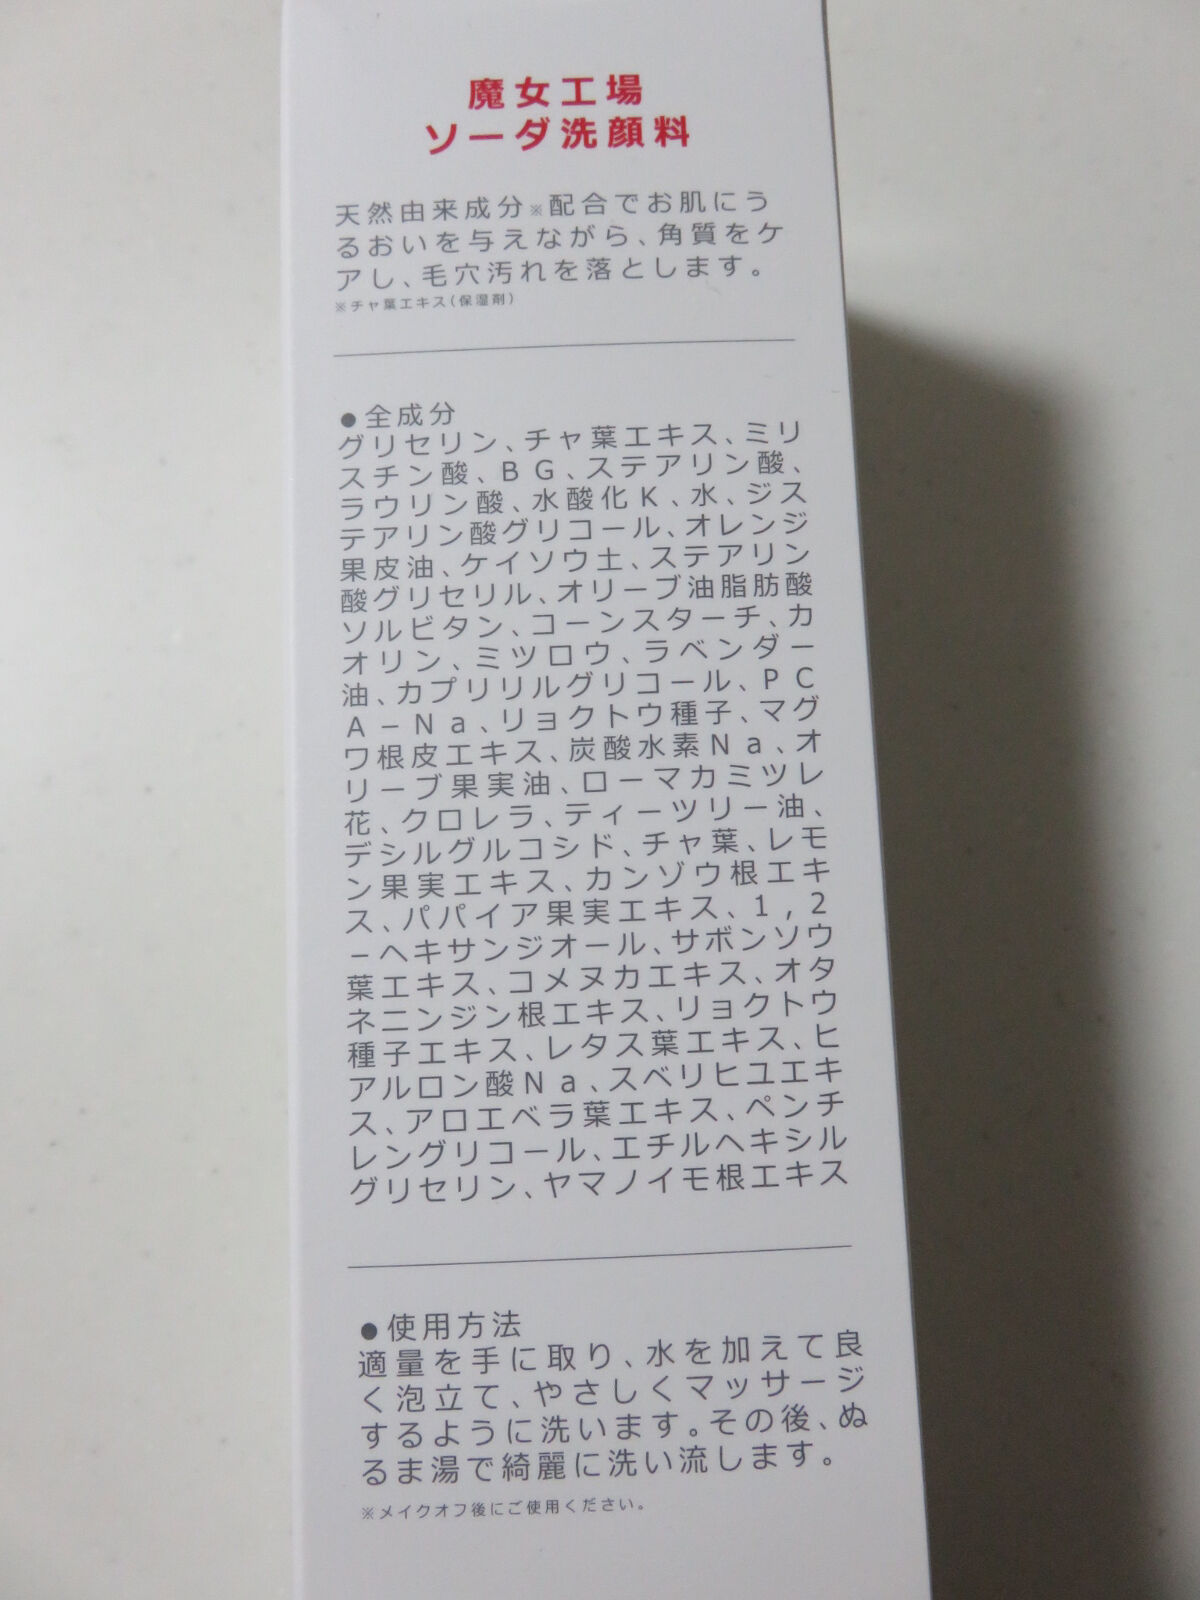 魔女工場
ソーダ洗顔料
天然由来成分※配合でお肌にう
るおいを与えながら、角質をケ
アし、毛穴汚れを落とします。
※チャ葉エキス(保湿剤)
●全成分
グリセリン、チャ葉エキス、ミリ
スチン酸、BG、ステアリン酸、
ラウリン酸、水酸化K、水、ジス
テアリン酸グリコール、オレンジ
果皮油、ケイソウ土、ステアリン
酸グリセリル、オリーブ油脂肪酸
ソルビタン、コーンスターチ、カ
オリン、ミツロウ、ラベンダー
油、カプリリルグリコール、PC
A-Na、リョクトウ種子、マグ
ワ根皮エキス、炭酸水素Na、オ
リーブ果実油、ローマカミツレ
花、クロレラ、ティーツリー油、
デシルグルコシド、チャ葉、レモ
ン果実エキス、カンゾウ根エキ
ス、パパイア果実エキス、1,2
-ヘキサンジオール、サボンソウ
葉エキス、コメヌカエキス、オタ
ネニンジン根エキス、リョクトウ
種子エキス、レタス葉エキス、ヒ
アルロン酸Na、スベリヒユエキ
ス、アロエベラ葉エキス、ペンチ
レングリコール、エチルヘキシル
グリセリン、ヤマノイモ根エキス
●使用方法
適量を手に取り、水を加えて良
く泡立て、やさしくマッサージ
するように洗います。その後、ぬ
るま湯で綺麗に洗い流します。
※メイクオフ後にご使用ください。